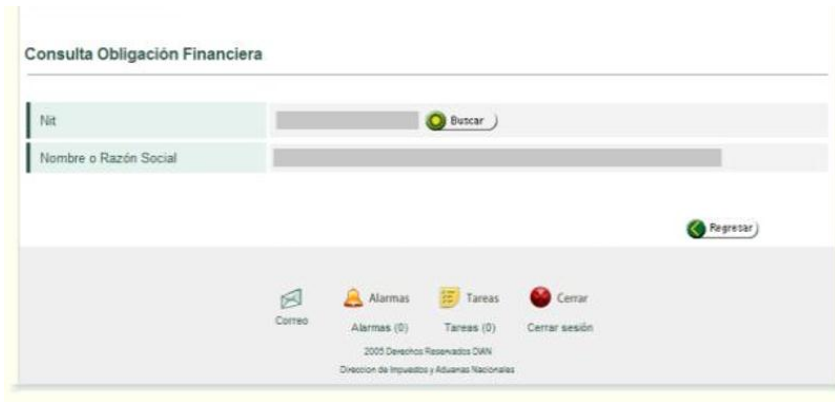 Consulta Obligación Financiera
Nit
Buscar
Nombre o Razón Social
Regresar
Alarmas Tareas Cerrar
Correo Alarmas (0) Tareas (0) Cerrar sesión
2005 Derechos Reservados DIAN
Direccion de Impuestos y Aduanas Nacionales